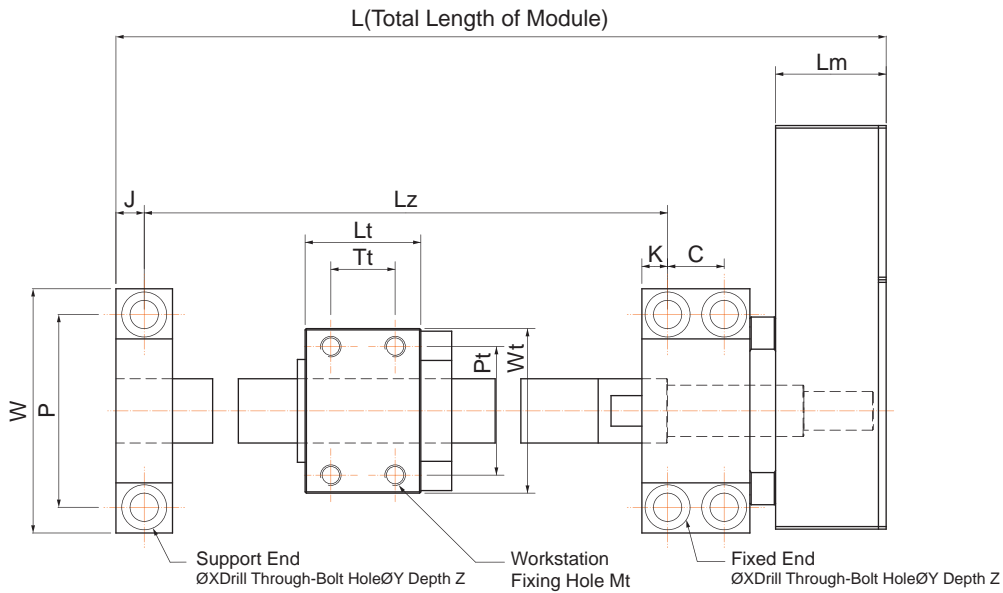 L(Total Length of Module)
Lm
J
Lz
Lt
Tt
K
C
W
P
Pt
Wt
Support End
ØXDrill Through-Bolt HoleØY Depth Z
Workstation
Fixing Hole Mt
Fixed End
ØXDrill Through-Bolt HoleØY Depth Z